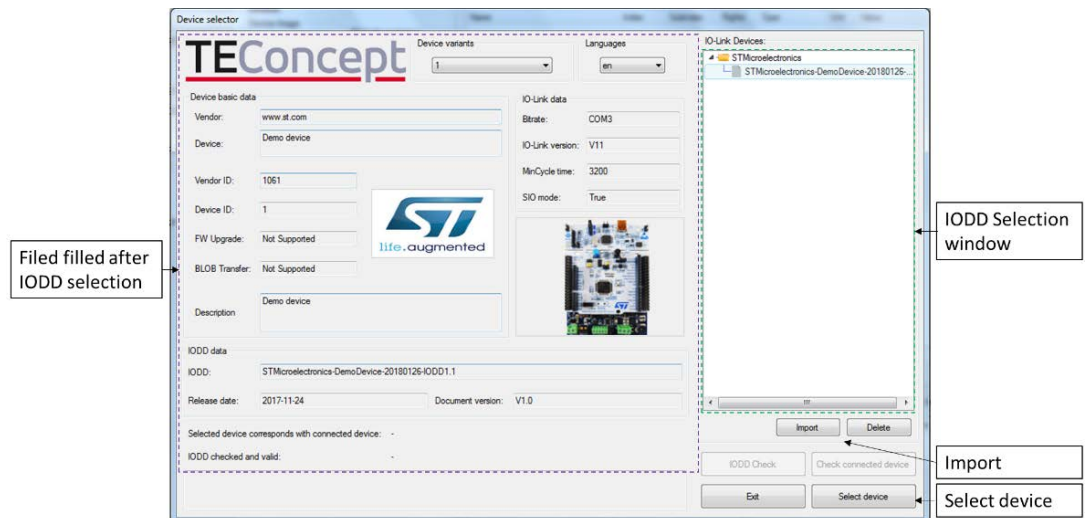 Device selector
TEConcept
Device variants
1
Languages
en
IO-Link Devices:
STMicroelectronics
STMicroelectronics-DemoDevice-20180126-...
Device basic data
Vendor: www.st.com
Device: Demo device
Vendor ID: 1061
Device ID: 1
FW Upgrade: Not Supported
BLOB Transfer: Not Supported
Description Demo device
ST
life.augmented
IO-Link data
Bitrate: COM3
IO-Link version: V11
MinCycle time: 3200
SIO mode: True
IODD data
IODD: STMicroelectronics-DemoDevice-20180126-IODD1.1
Release date: 2017-11-24 Document version: V1.0
Selected device corresponds with connected device: -
IODD checked and valid: -
Import Delete
IODD Check Check connected device
Exit Select device
Filed filled after
IODD selection
IODD Selection
window
Import
Select device